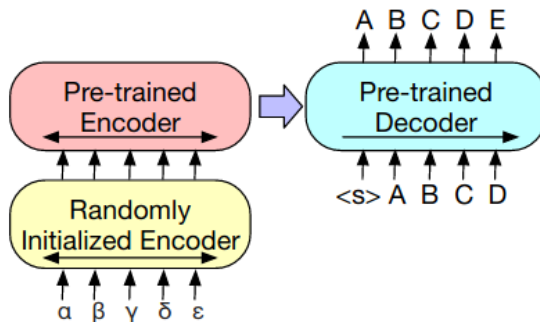 A B C D E
Pre-trained
Encoder
Pre-trained
Decoder
<s> A B C D
Randomly
Initialized Encoder
α β γ δ ε